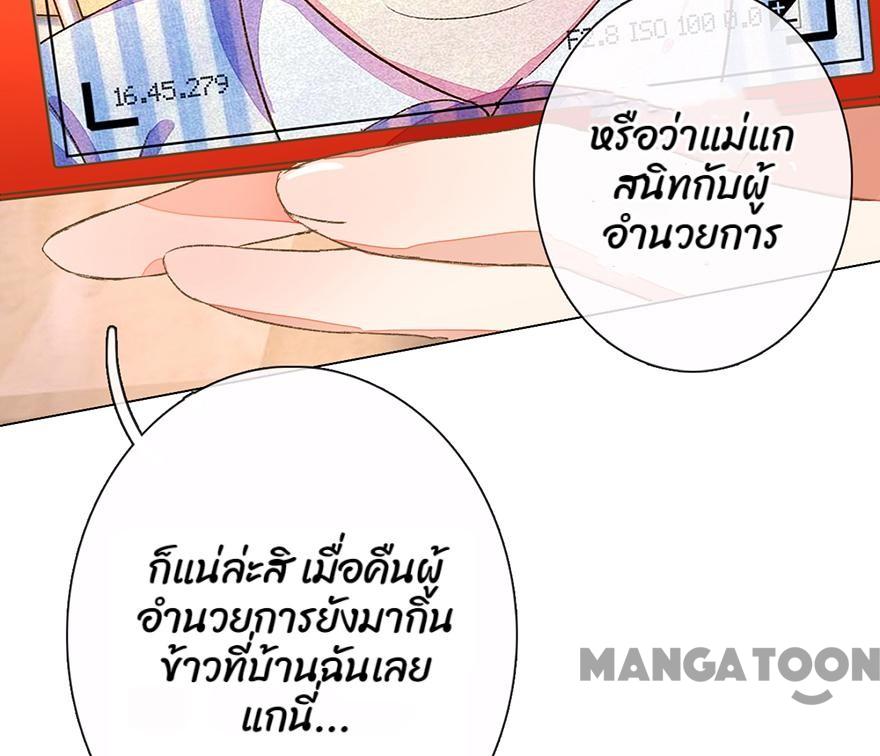 16.45.279
F2.8 ISO 100 0.0
หรือว่าแม่แก
สนิทกับผู้
อำนวยการ
ก็แน่ล่ะสิ เมื่อคืนผู้
อำนวยการยังมากิน
ข้าวที่บ้านฉันเลย
แกนี่...
MANGATOON